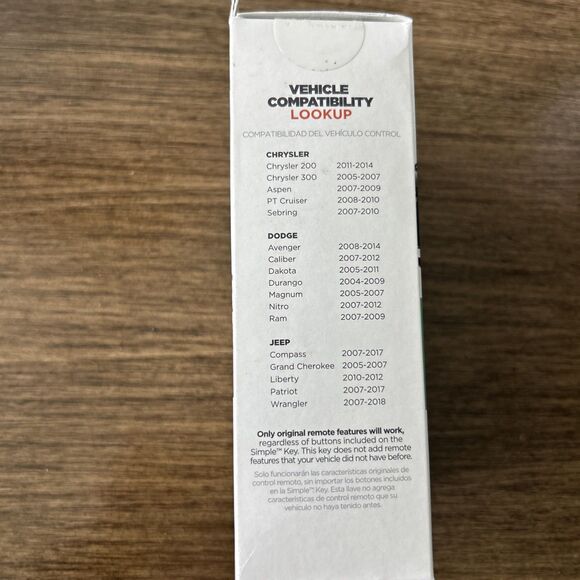 VEHICLE
COMPATIBILITY
LOOKUP
COMPATIBILIDAD DEL VEHÍCULO CONTROL
CHRYSLER
Chrysler 200 2011-2014
Chrysler 300 2005-2007
Aspen 2007-2009
PT Cruiser 2008-2010
Sebring 2007-2010
DODGE
Avenger 2008-2014
Caliber 2007-2012
Dakota 2005-2011
Durango 2004-2009
Magnum 2005-2007
Nitro 2007-2012
Ram 2007-2009
JEEP
Compass 2007-2017
Grand Cherokee 2005-2007
Liberty 2010-2012
Patriot 2007-2017
Wrangler 2007-2018
Only original remote features will work,
regardless of buttons included on the
Simple™ Key. This key does not add remote
features that your vehicle did not have before.
Solo funcionarán las características originales de
control remoto, sin importar los botones incluidos
en la Simple™ Key. Esta llave no agrega
características de control remoto que su
vehículo no haya tenido antes.